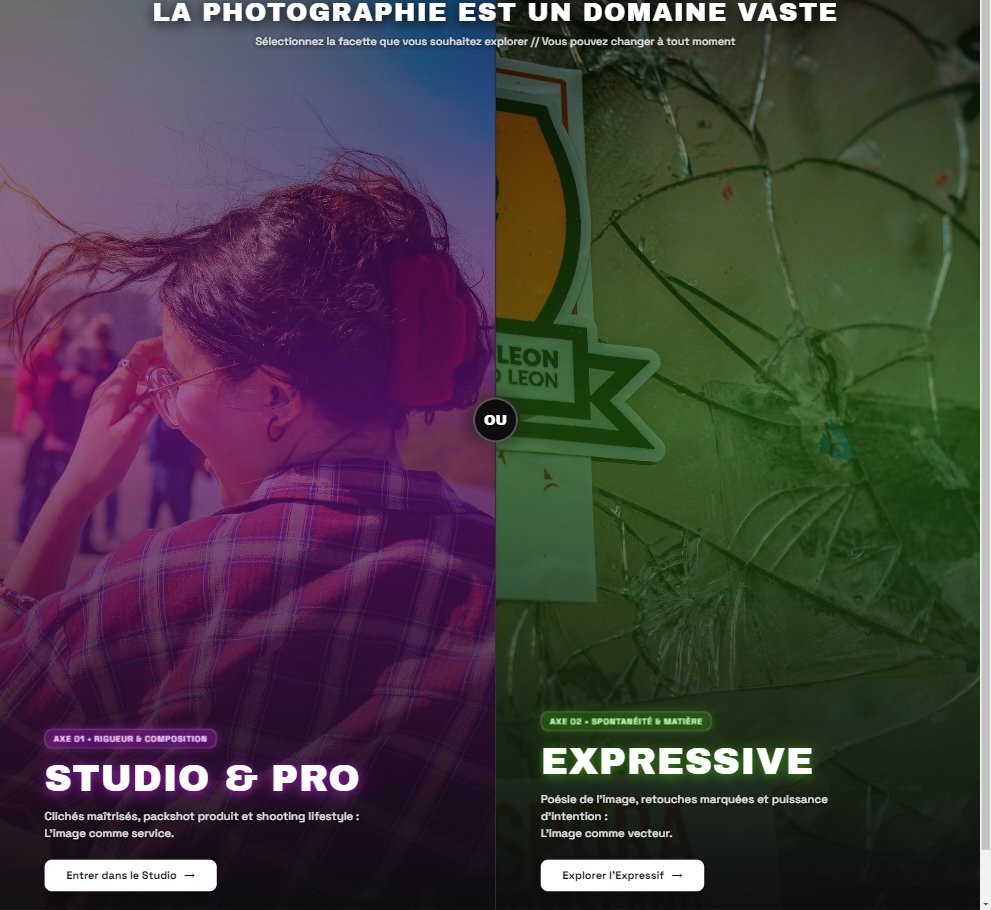 LA PHOTOGRAPHIE EST UN DOMAINE VASTE
Sélectionnez la facette que vous souhaitez explorer // Vous pouvez changer à tout moment
LEON
LEON
OU
AXE 01 • RIGUEUR & COMPOSITION
STUDIO & PRO
Clichés maîtrisés, packshot produit et shooting lifestyle :
L'image comme service.
Entrer dans le Studio →
AXE 02 • SPONTANÉITÉ & MATIÈRE
EXPRESSIVE
Poésie de l'image, retouches marquées et puissance
d'intention :
L'image comme vecteur.
Explorer l'Expressif →